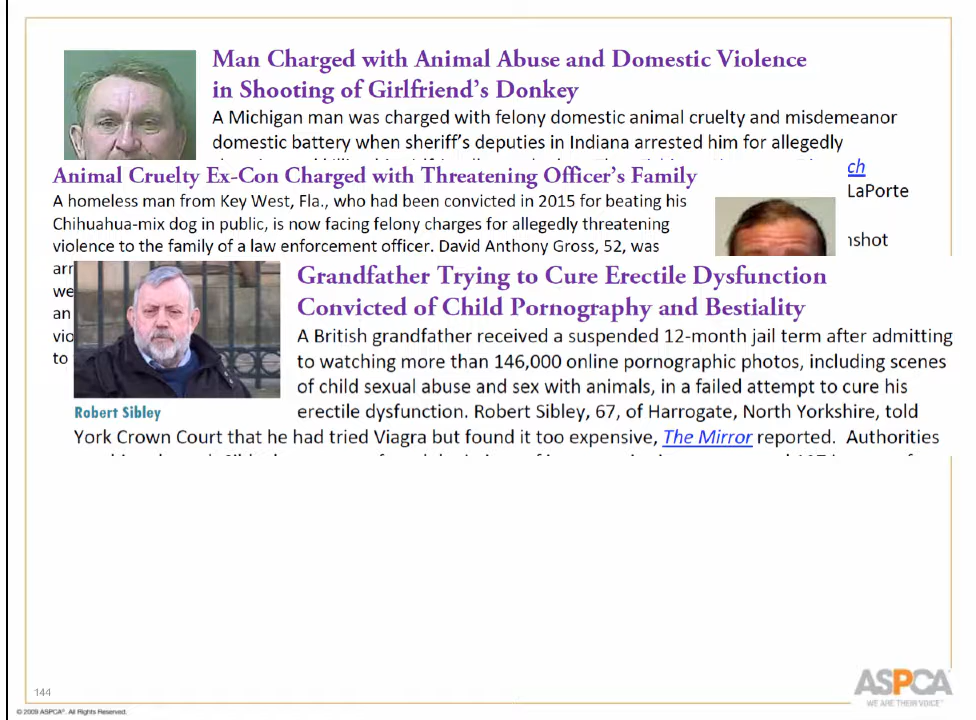 Man Charged with Animal Abuse and Domestic Violence
in Shooting of Girlfriend's Donkey
A Michigan man was charged with felony domestic animal cruelty and misdemeanor
domestic battery when sheriff's deputies in Indiana arrested him for allegedly
ch
LaPorte
nshot
Animal Cruelty Ex-Con Charged with Threatening Officer's Family
A homeless man from Key West, Fla., who had been convicted in 2015 for beating his
Chihuahua-mix dog in public, is now facing felony charges for allegedly threatening
violence to the family of a law enforcement officer. David Anthony Gross, 52, was
arr
we
an
vio
to
Grandfather Trying to Cure Erectile Dysfunction
Convicted of Child Pornography and Bestiality
A British grandfather received a suspended 12-month jail term after admitting
to watching more than 146,000 online pornographic photos, including scenes
of child sexual abuse and sex with animals, in a failed attempt to cure his
erectile dysfunction. Robert Sibley, 67, of Harrogate, North Yorkshire, told
Robert Sibley
York Crown Court that he had tried Viagra but found it too expensive, The Mirror reported. Authorities
144
ASPCA
WE ARE THEIR VOICE™
© 2009 ASPCA®. All Rights Reserved.